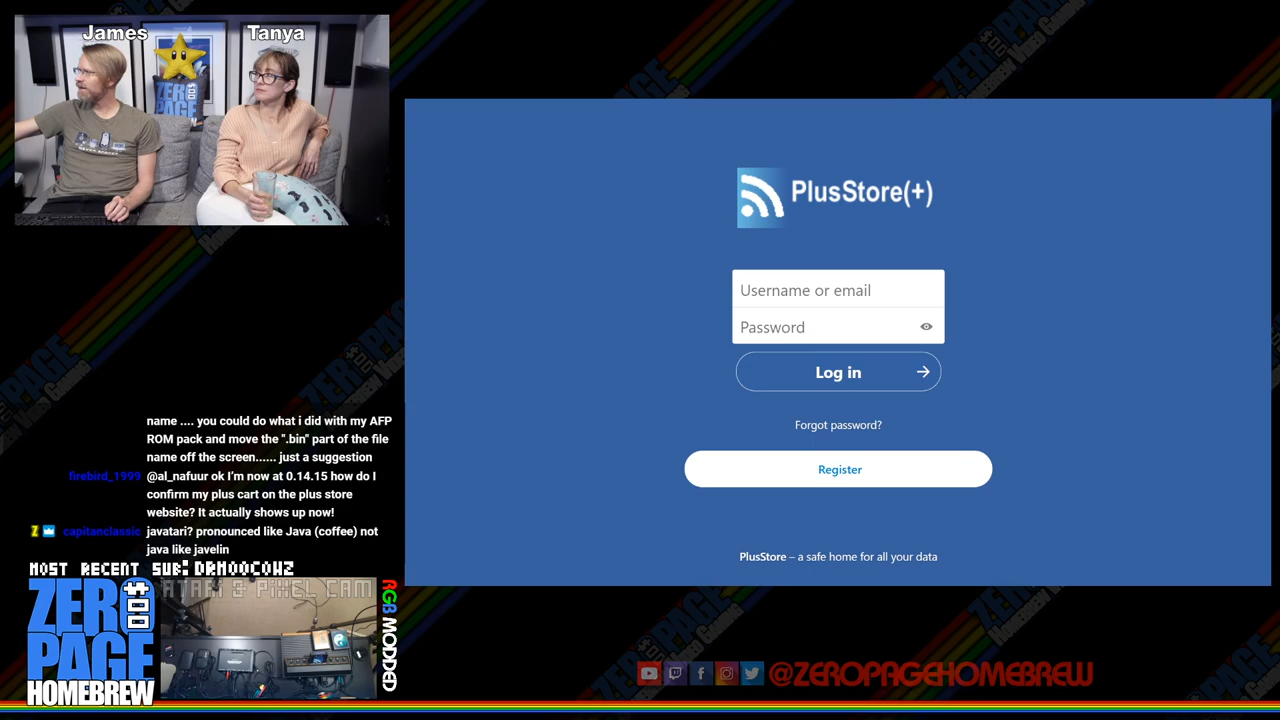 James
Tanya
ZERO
PAGE
PlusStore(+)
Username or email
Password
Log in
Forgot password?
Register
PlusStore – a safe home for all your data
name .... you could do what i did with my AFP
ROM pack and move the ".bin" part of the file
name off the screen...... just a suggestion
firebird_1999 @al_nafuur ok I'm now at 0.14.15 how do I
confirm my plus cart on the plus store
website? It actually shows up now!
Z capitanclassic javatari? pronounced like Java (coffee) not
java like javelin
MOST RECENT SUB: DRMOOCOWZ
ATARI & PIXEL CAM
RGB MODDED
ZERO
PAGE
HOMEBREW
@ZEROPAGEHOMEBREW